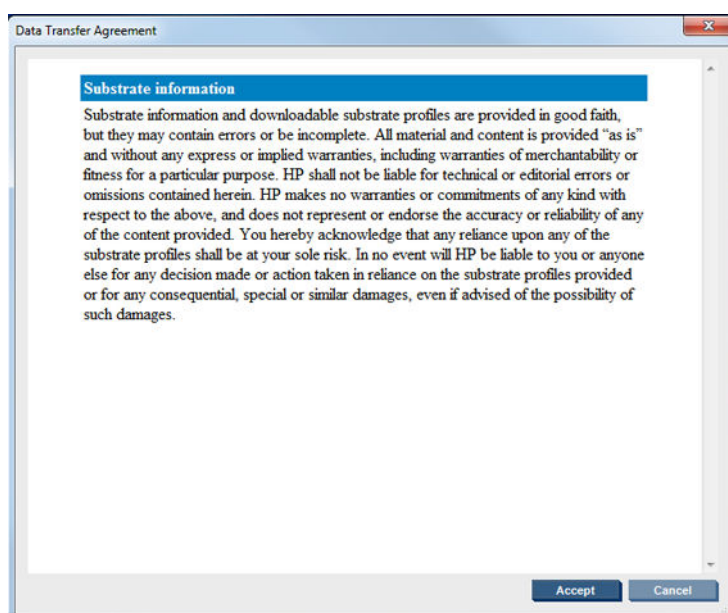 Data Transfer Agreement
Substrate information
Substrate information and downloadable substrate profiles are provided in good faith,
but they may contain errors or be incomplete. All material and content is provided “as is”
and without any express or implied warranties, including warranties of merchantability or
fitness for a particular purpose. HP shall not be liable for technical or editorial errors or
omissions contained herein. HP makes no warranties or commitments of any kind with
respect to the above, and does not represent or endorse the accuracy or reliability of any
of the content provided. You hereby acknowledge that any reliance upon any of the
substrate profiles shall be at your sole risk. In no event will HP be liable to you or anyone
else for any decision made or action taken in reliance on the substrate profiles provided
or for any consequential, special or similar damages, even if advised of the possibility of
such damages.
Accept Cancel